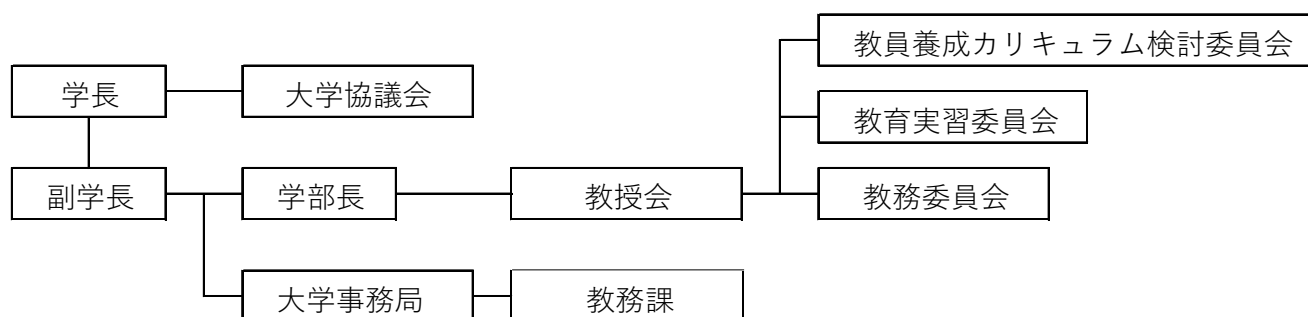 教員養成カリキュラム検討委員会
学長
大学協議会
教育実習委員会
副学長
学部長
教授会
教務委員会
大学事務局
教務課